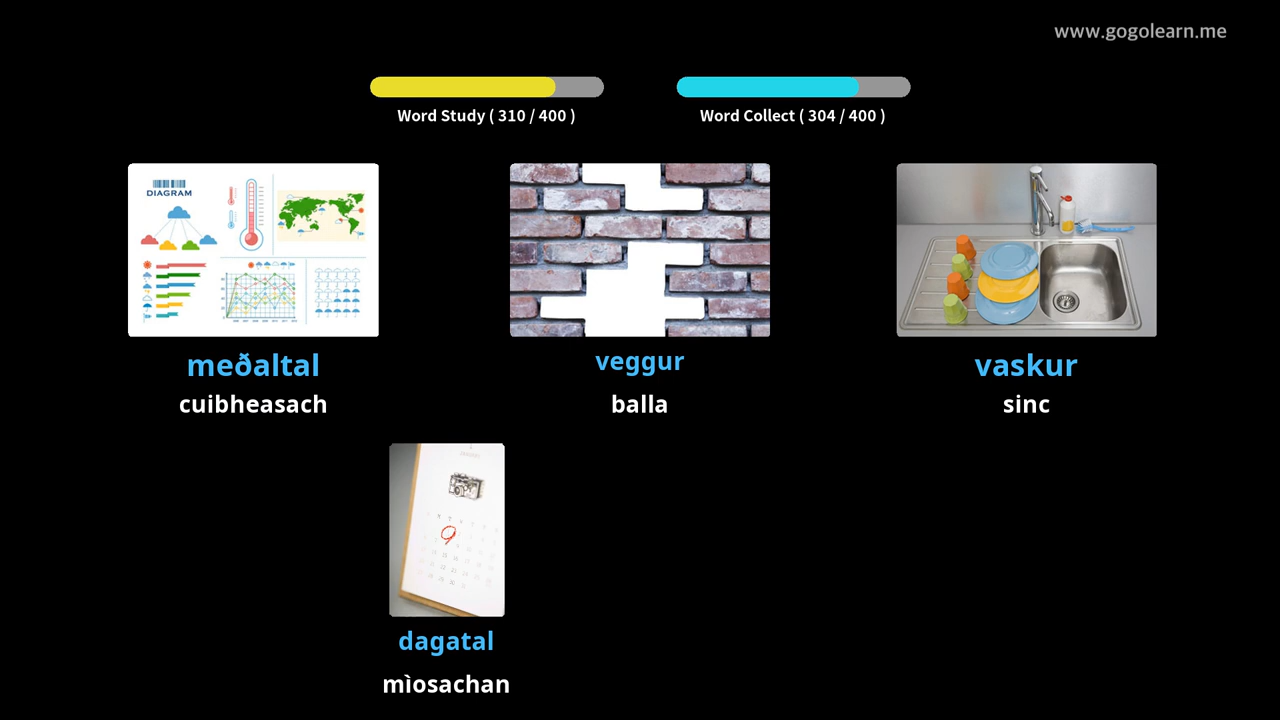 www.gogolearn.me
Word Study ( 310 / 400 )
Word Collect ( 304 / 400 )
DIAGRAM
meðaltal
cuibheasach
veggur
balla
vaskur
sinc
dagatal
mìosachan